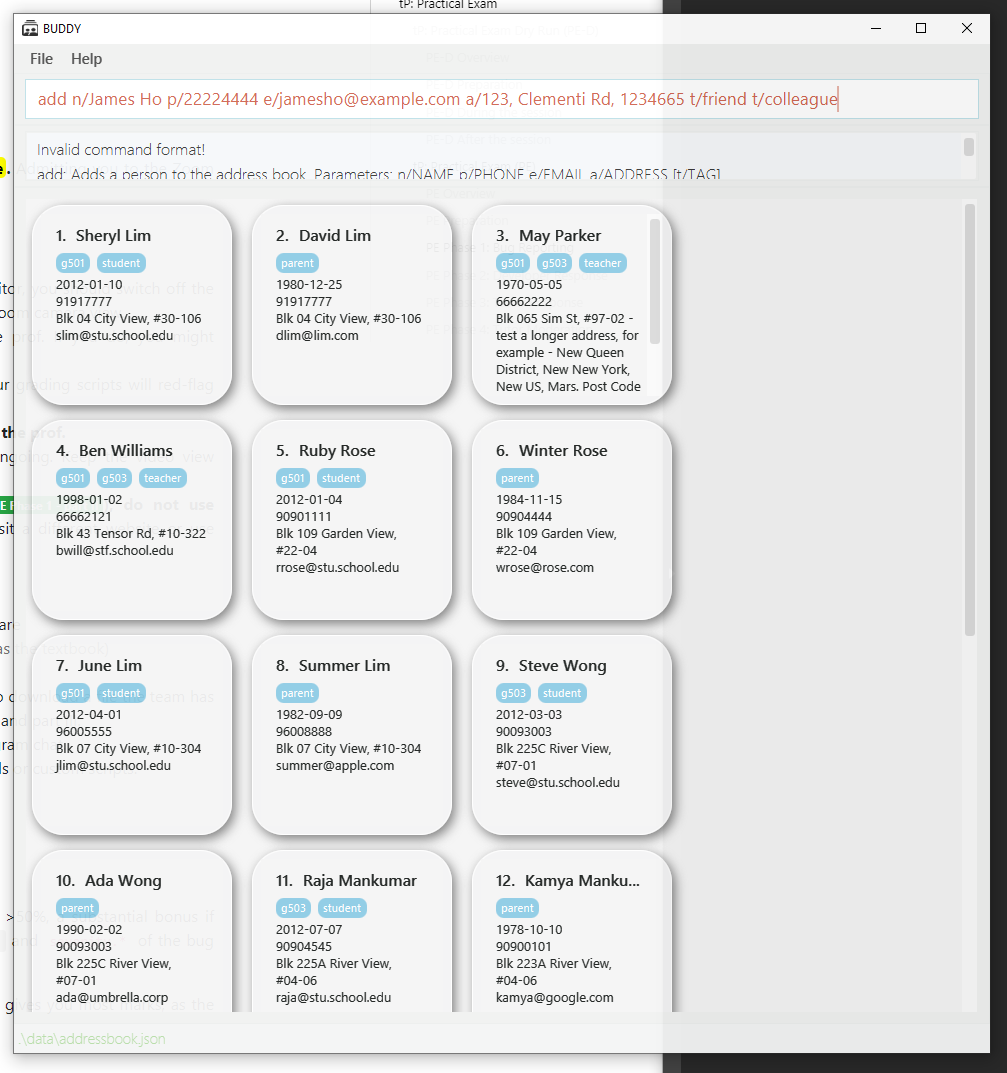 tP: Practical Exam
BUDDY
File Help
add n/James Ho p/22224444 e/jamesho@example.com a/123, Clementi Rd, 1234665 t/friend t/colleague
Invalid command format!
add: Adds a person to the address book. Parameters: n/NAME p/PHONE e/EMAIL a/ADDRESS [t/TAG]
1. Sheryl Lim
g501 student
2012-01-10
91917777
Blk 04 City View, #30-106
slim@stu.school.edu
2. David Lim
parent
1980-12-25
91917777
Blk 04 City View, #30-106
dlim@lim.com
3. May Parker
g501 g503 teacher
1970-05-05
66662222
Blk 065 Sim St, #97-02 -
test a longer address, for
example - New Queen
District, New New York,
New US, Mars. Post Code
4. Ben Williams
g501 g503 teacher
1998-01-02
66662121
Blk 43 Tensor Rd, #10-322
bwill@stf.school.edu
5. Ruby Rose
g501 student
2012-01-04
90901111
Blk 109 Garden View,
#22-04
rrose@stu.school.edu
6. Winter Rose
parent
1984-11-15
90904444
Blk 109 Garden View,
#22-04
wrose@rose.com
7. June Lim
g501 student
2012-04-01
96005555
Blk 07 City View, #10-304
jlim@stu.school.edu
8. Summer Lim
parent
1982-09-09
96008888
Blk 07 City View, #10-304
summer@apple.com
9. Steve Wong
g503 student
2012-03-03
90093003
Blk 225C River View,
#07-01
steve@stu.school.edu
10. Ada Wong
parent
1990-02-02
90093003
Blk 225C River View,
#07-01
ada@umbrella.corp
11. Raja Mankumar
g503 student
2012-07-07
90904545
Blk 225A River View,
#04-06
raja@stu.school.edu
12. Kamya Manku...
parent
1978-10-10
90900101
Blk 223A River View,
#04-06
kamya@google.com
.\data\addressbook.json